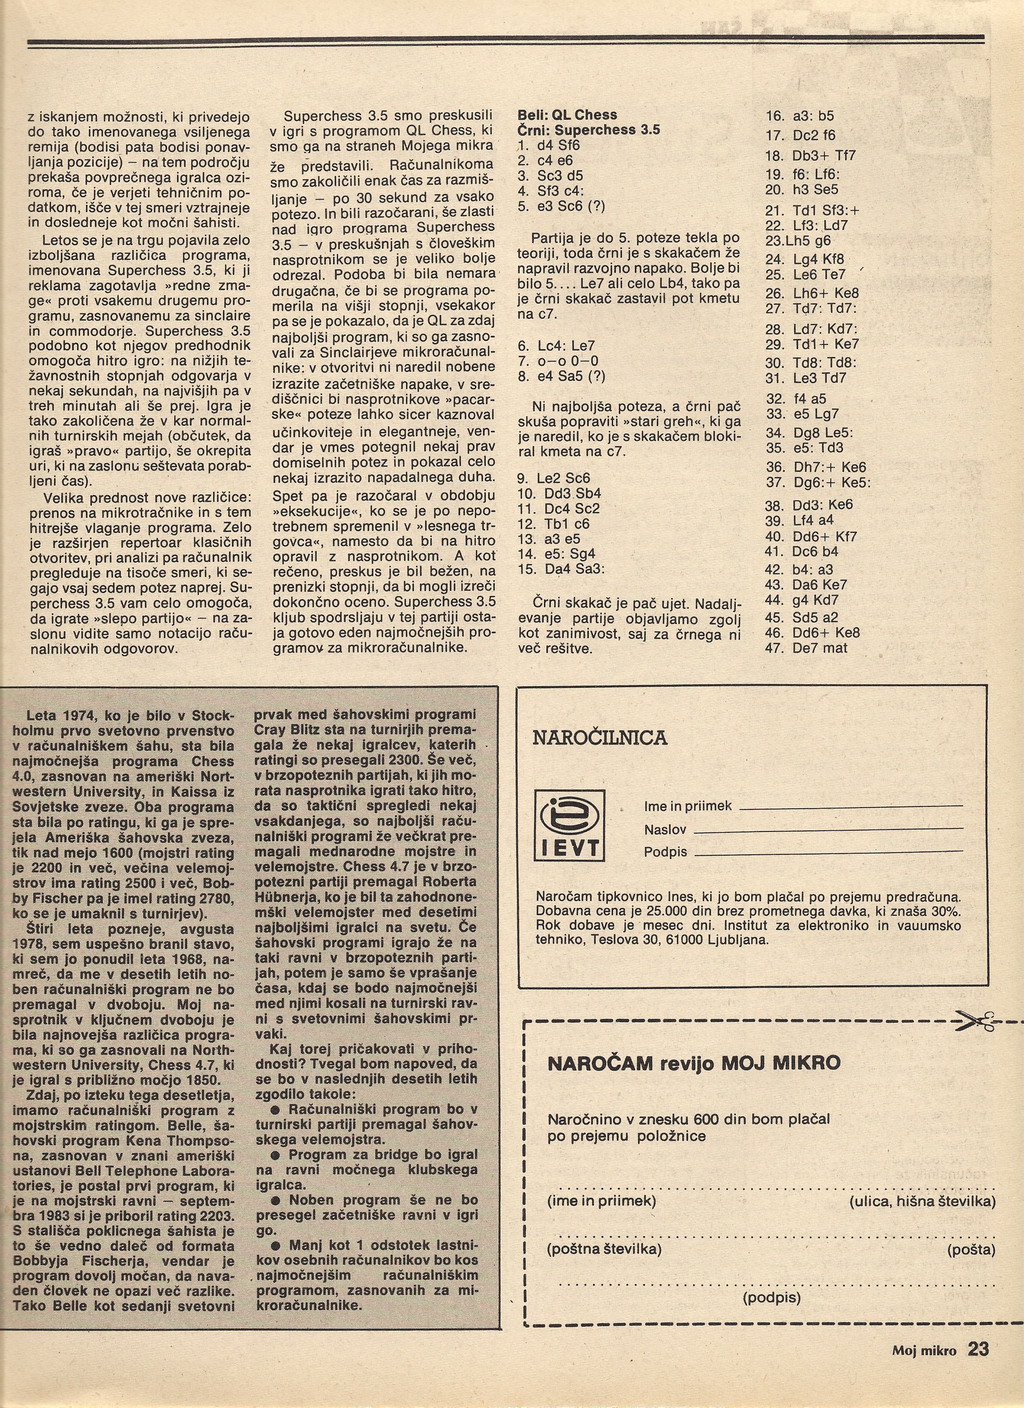 z iskanjem možnosti, ki privedejo
do tako imenovanega vsiljenega
remija (bodisi pata bodisi ponav-
ljanja pozicije) — na tem področju
prekaša povprečnega igralca ozi-
roma, če je verjeti tehničnim po-
datkom, išče v tej smeri vztrajneje
in dosledneje kot močni šahisti.
Letos se je na trgu pojavila zelo
izboljšana različica programa,
imenovana Superchess 3.5, ki ji
reklama zagotavlja »redne zma-
ge« proti vsakemu drugemu pro-
gramu, zasnovanemu za sinclaire
in commodorje. Superchess 3.5
podobno kot njegov predhodnik
omogoča hitro igro: na nižjih te-
žavnostnih stopnjah odgovarja v
nekaj sekundah, na najvišjih pa v
treh minutah ali še prej. Igra je
tako zakoličena že v kar normal-
nih turnirskih mejah (občutek, da
igraš »pravo« partijo, še okrepita
uri, ki na zaslonu seštevata porab-
ljeni čas).
Velika prednost nove različice:
prenos na mikrotračnike in s tem
hitrejše vlaganje programa. Zelo
je razširjen repertoar klasičnih
otvoritev, pri analizi pa računalnik
pregleduje na tisoče smeri, ki se-
gajo vsaj sedem potez naprej. Su-
perchess 3.5 vam celo omogoča,
da igrate »slepo partijo« — na za-
slonu vidite samo notacijo raču-
nalnikovih odgovorov.
Superchess 3.5 smo preskusili
v igri s programom QL Chess, ki
smo ga na straneh Mojega mikra
že predstavili. Računalnikoma
smo zakoličili enak čas za razmiš-
ljanje — po 30 sekund za vsako
potezo. In bili razočarani, še zlasti
nad igro programa Superchess
3.5 — v preskušnjah s človeškim
nasprotnikom se je veliko bolje
odrezal. Podoba bi bila nemara
drugačna, če bi se programa po-
merila na višji stopnji, vsekakor
pa se je pokazalo, da je QL za zdaj
najboljši program, ki so ga zasno-
vali za Sinclairjeve mikroračunal-
nike: v otvoritvi ni naredil nobene
izrazite začetniške napake, v sre-
diščnici bi nasprotnikove »pacar-
ske« poteze lahko sicer kaznoval
učinkoviteje in elegantneje, ven-
dar je vmes potegnil nekaj prav
domiselnih potez in pokazal celo
nekaj izrazito napadalnega duha.
Spet pa je razočaral v obdobju
»eksekucije«, ko se je po nepo-
trebnem spremenil v »lesnega tr-
govca«, namesto da bi na hitro
opravil z nasprotnikom. A kot
rečeno, preskus je bil bežen, na
prenizki stopnji, da bi mogli izreči
dokončno oceno. Superchess 3.5
kljub spodrsljaju v tej partiji osta-
ja gotovo eden najmočnejših pro-
gramov za mikroračunalnike.
Beli: QL Chess
Črni: Superchess 3.5
1. d4 Sf6
2. c4 e6
3. Sc3 d5
4. Sf3 c4:
5. e3 Sc6 (?)
Partija je do 5. poteze tekla po
teoriji, toda črni je s skakačem že
napravil razvojno napako. Bolje bi
bilo 5.... Le7 ali celo Lb4, tako pa
je črni skakač zastavil pot kmetu
na c7.
6. Lc4: Le7
7. o—o 0—0
8. e4 Sa5 (?)
Ni najboljša poteza, a črni pač
skuša popraviti »stari greh«, ki ga
je naredil, ko je s skakačem bloki-
ral kmeta na c7.
9. Le2 Sc6
10. Dd3 Sb4
11. Dc4 Sc2
12. Tb1 c6
13. a3 e5
14. e5: Sg4
15. Da4 Sa3:
Črni skakač je pač ujet. Nadalj-
evanje partije objavljamo zgolj
kot zanimivost, saj za črnega ni
več rešitve.
16. a3: b5
17. Dc2 f6
18. Db3+ Tf7
19. f6: Lf6:
20. h3 Se5
21. Td1 Sf3:+
22. Lf3: Ld7
23.Lh5 g6
24. Lg4 Kf8
25. Le6 Te7
26. Lh6+ Ke8
27. Td7: Td7:
28. Ld7: Kd7:
29. Td1+ Ke7
30. Td8: Td8:
31. Le3 Td7
32. f4 a5
33. e5 Lg7
34. Dg8 Le5:
35. e5: Td3
36. Dh7:+ Ke6
37. Dg6:+ Ke5:
38. Dd3: Ke6
39. Lf4 a4
40. Dd6+ Kf7
41. Dc6 b4
42. b4: a3
43. Da6 Ke7
44. g4 Kd7
45. Sd5 a2
46. Dd6+ Ke8
47. De7 mat
Leta 1974, ko je bilo v Stock-
holmu prvo svetovno prvenstvo
v računalniškem šahu, sta bila
najmočnejša programa Chess
4.0, zasnovan na ameriški Nort-
western University, in Kaissa iz
Sovjetske zveze. Oba programa
sta bila po ratingu, ki ga je spre-
jela Ameriška šahovska zveza,
tik nad mejo 1600 (mojstri rating
je 2200 in več, večina velemoj-
strov ima rating 2500 i več, Bob-
by Fischer pa je imel rating 2780,
ko se je umaknil s turnirjev).
Štiri leta pozneje, avgusta
1978, sem uspešno branil stavo,
ki sem jo ponudil leta 1968, na-
mreč, da me v desetih letih no-
ben računalniški program ne bo
premagal v dvoboju. Moj na-
sprotnik v ključnem dvoboju je
bila najnovejša različica progra-
ma, ki so ga zasnovali na North-
western University, Chess 4.7, ki
je igral s približno močjo 1850.
Zdaj, po izteku tega desetletja,
imamo računalniški program z
mojstrskim ratingom. Belle, ša-
hovski program Kena Thompso-
na, zasnovan v znani ameriški
ustanovi Bell Telephone Labora-
tories, je postal prvi program, ki
je na mojstrski ravni — septem-
bra 1983 si je priboril rating 2203.
S stališča poklicnega šahista je
to še vedno daleč od formata
Bobbyja Fischerja, vendar je
program dovolj močan, da nava-
den človek ne opazi več razlike.
Tako Belle kot sedanji svetovni
prvak med šahovskimi programi
Cray Blitz sta na turnirjih prema-
gala že nekaj igralcev, katerih
ratingi so presegali 2300. Še več,
v brzopoteznih partijah, ki jih mo-
rata nasprotnika igrati tako hitro,
da so taktični spregledi nekaj
vsakdanjega, so najboljši raču-
nalniški programi že večkrat pre-
magali mednarodne mojstre in
velemojstre. Chess 4.7 je v brzo-
potezni partiji premagal Roberta
Hübnerja, ko je bil ta zahodnone-
mški velemojster med desetimi
najboljšimi igralci na svetu. Če
šahovski programi igrajo že na
taki ravni v brzopoteznih parti-
jah, potem je samo še vprašanje
časa, kdaj se bodo najmočnejši
med njimi kosali na turnirski rav-
ni s svetovnimi šahovskimi pr-
vaki.
Kaj torej pričakovati v priho-
dnosti? Tvegal bom napoved, da
se bo v naslednjih desetih letih
zgodilo takole:
● Računalniški program bo v
turnirski partiji premagal šahov-
skega velemojstra.
● Program za bridge bo igral
na ravni močnega klubskega
igralca.
● Noben program še ne bo
presegel začetniške ravni v igri
go.
● Manj kot 1 odstotek lastni-
kov osebnih računalnikov bo kos
najmočnejšim računalniškim
programom, zasnovanih za mi-
kroračunalnike.
NAROČILNICA
IEVT
Ime in priimek
Naslov
Podpis
Naročam tipkovnico Ines, ki jo bom plačal po prejemu predračuna.
Dobavna cena je 25.000 din brez prometnega davka, ki znaša 30%.
Rok dobave je mesec dni. Institut za elektroniko in vauumsko
tehniko, Teslova 30, 61000 Ljubljana.
NAROČAM revijo MOJ MIKRO
Naročnino v znesku 600 din bom plačal
po prejemu položnice
(ime in priimek) (ulica, hišna številka)
(poštna številka) (pošta)
(podpis)
Moj mikro 23